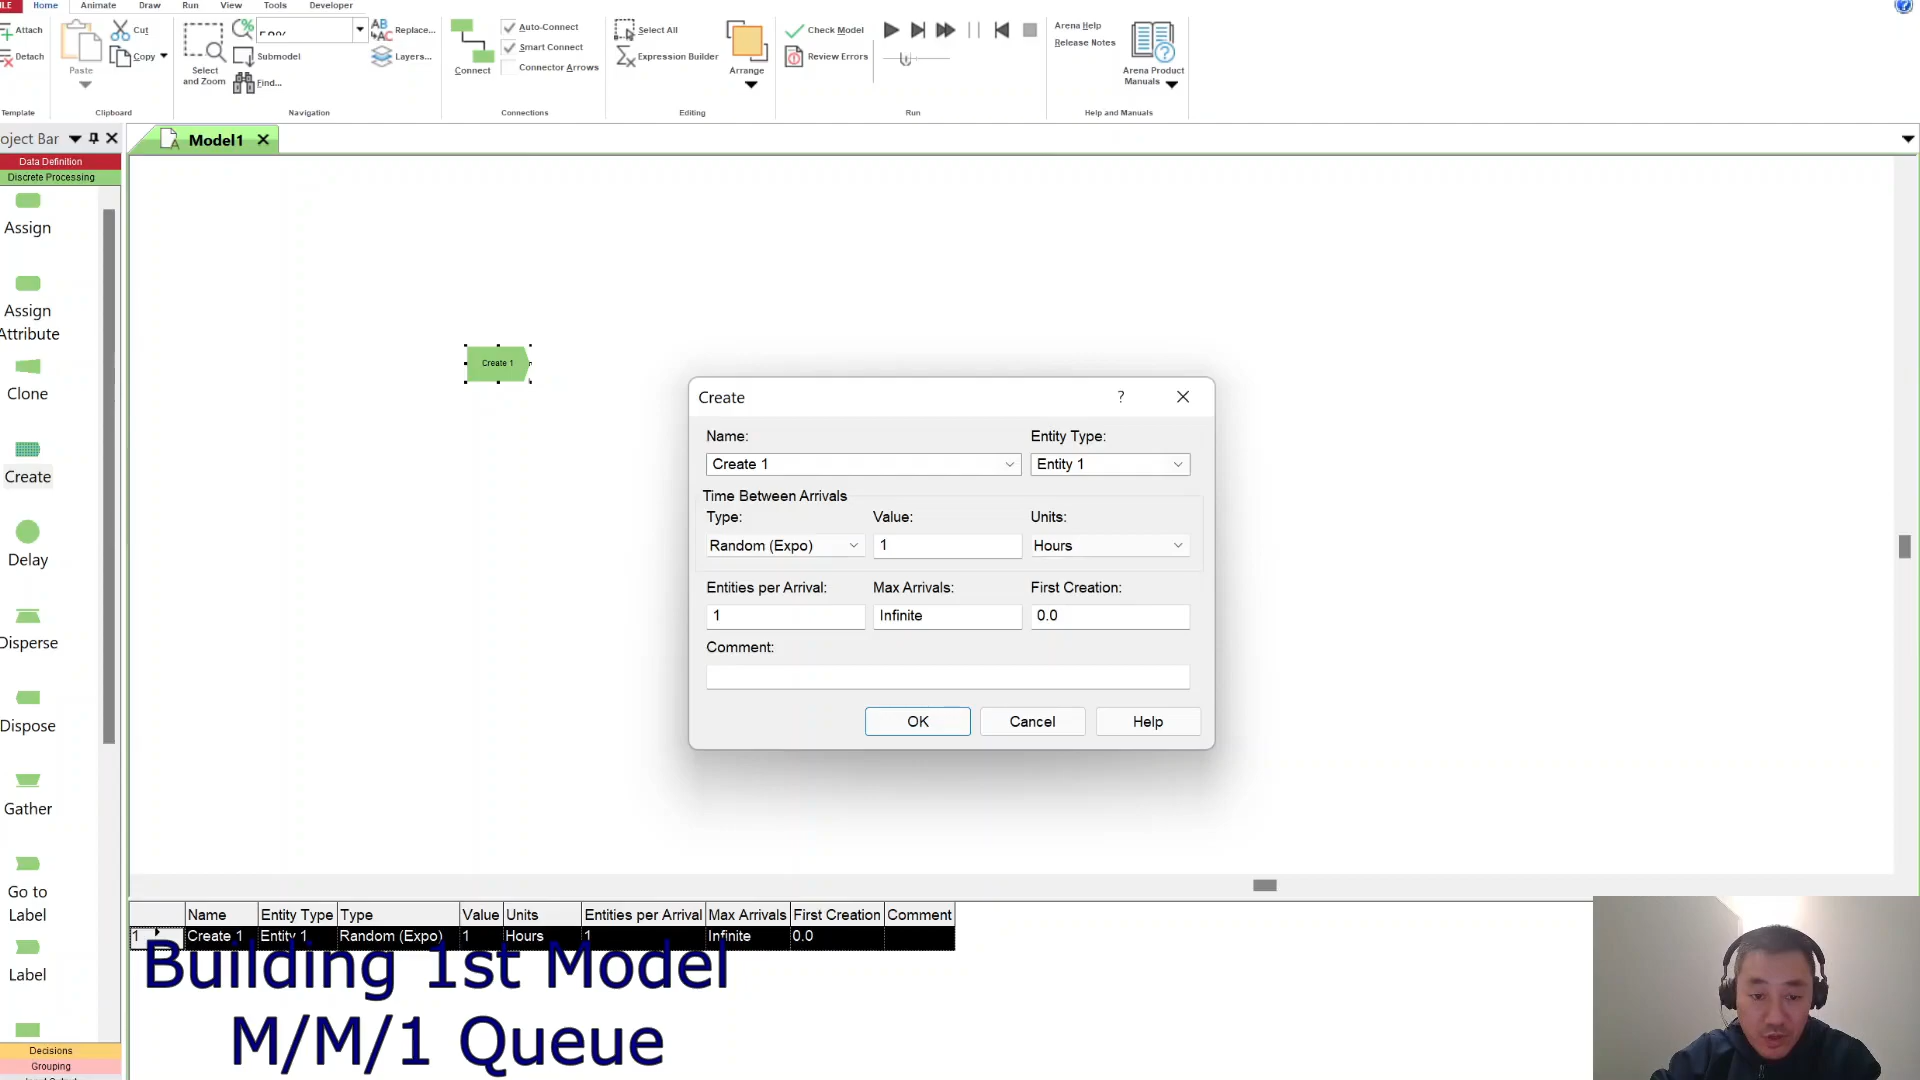 Home Animate Draw Run View Tools Developer
Attach
Detach
Template
Paste
Cut
Copy
Clipboard
Select
and Zoom
Submodel
Find...
Navigation
Replace...
Layers...
Connect
Auto-Connect
Smart Connect
Connector Arrows
Connections
Select All
Expression Builder
Arrange
Editing
Check Model
Review Errors
Run
Arena Help
Release Notes
Arena Product
Manuals
Help and Manuals
oject Bar
Model1
Data Definition
Discrete Processing
Assign
Assign
Attribute
Clone
Create
Delay
Disperse
Dispose
Gather
Go to
Label
Label
Decisions
Grouping
Create 1
Create ?
Name: Entity Type:
Create 1 Entity 1
Time Between Arrivals
Type: Value: Units:
Random (Expo) 1 Hours
Entities per Arrival: Max Arrivals: First Creation:
1 Infinite 0.0
Comment:
OK Cancel Help
Name Entity Type Type Value Units Entities per Arrival Max Arrivals First Creation Comment
1 Create 1 Entity 1 Random (Expo) 1 Hours 1 Infinite 0.0
Building 1st Model
M/M/1 Queue